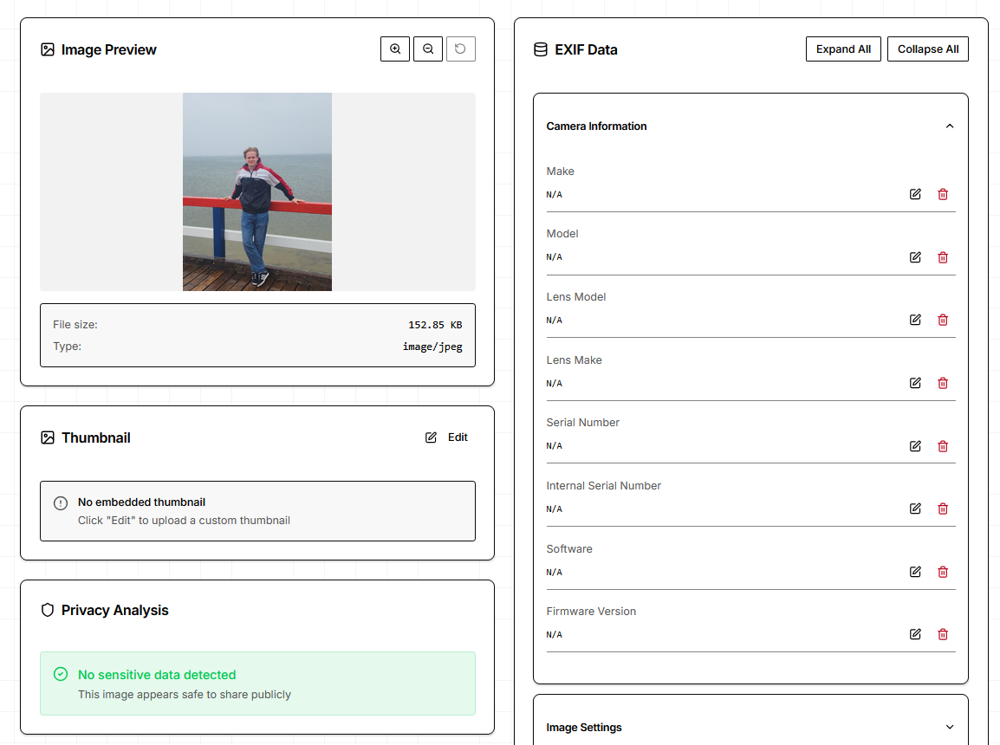 Image Preview
File size:
152.85 KB
Type:
image/jpeg
Thumbnail
Edit
No embedded thumbnail
Click "Edit" to upload a custom thumbnail
Privacy Analysis
No sensitive data detected
This image appears safe to share publicly
EXIF Data
Expand All
Collapse All
Camera Information
Make
N/A
Model
N/A
Lens Model
N/A
Lens Make
N/A
Serial Number
N/A
Internal Serial Number
N/A
Software
N/A
Firmware Version
N/A
Image Settings